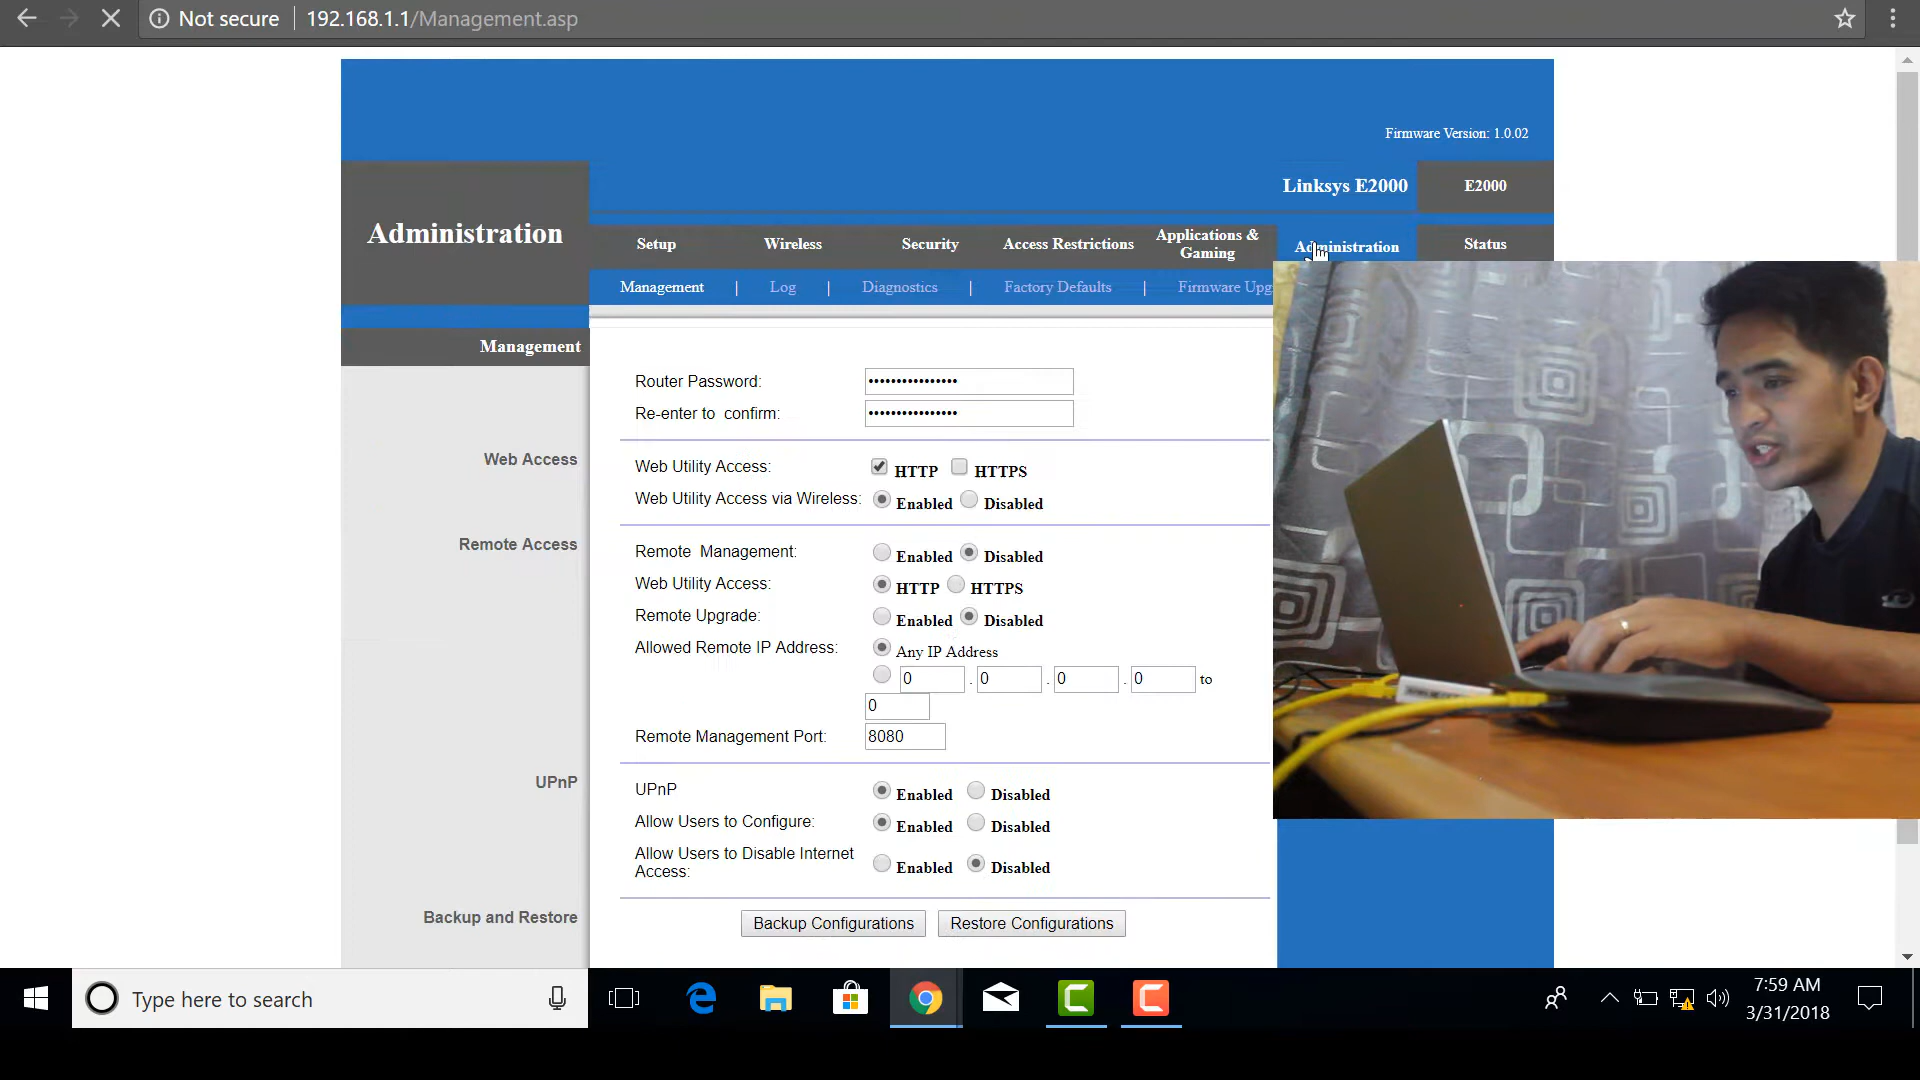 Not secure | 192.168.1.1/Management.asp
Firmware Version: 1.0.02
Linksys E2000
E2000
Administration
Setup
Wireless
Security
Access Restrictions
Applications &
Gaming
Administration
Status
Management | Log | Diagnostics | Factory Defaults | Firmware Upg
Management
Router Password: ••••••••••••••••
Re-enter to confirm: ••••••••••••••••
Web Access
Web Utility Access: HTTP HTTPS
Web Utility Access via Wireless: Enabled Disabled
Remote Access
Remote Management: Enabled Disabled
Web Utility Access: HTTP HTTPS
Remote Upgrade: Enabled Disabled
Allowed Remote IP Address: Any IP Address
0 . 0 . 0 . 0 to
0
Remote Management Port: 8080
UPnP
UPnP Enabled Disabled
Allow Users to Configure: Enabled Disabled
Allow Users to Disable Internet
Access: Enabled Disabled
Backup and Restore
Backup Configurations Restore Configurations
Type here to search
7:59 AM
3/31/2018